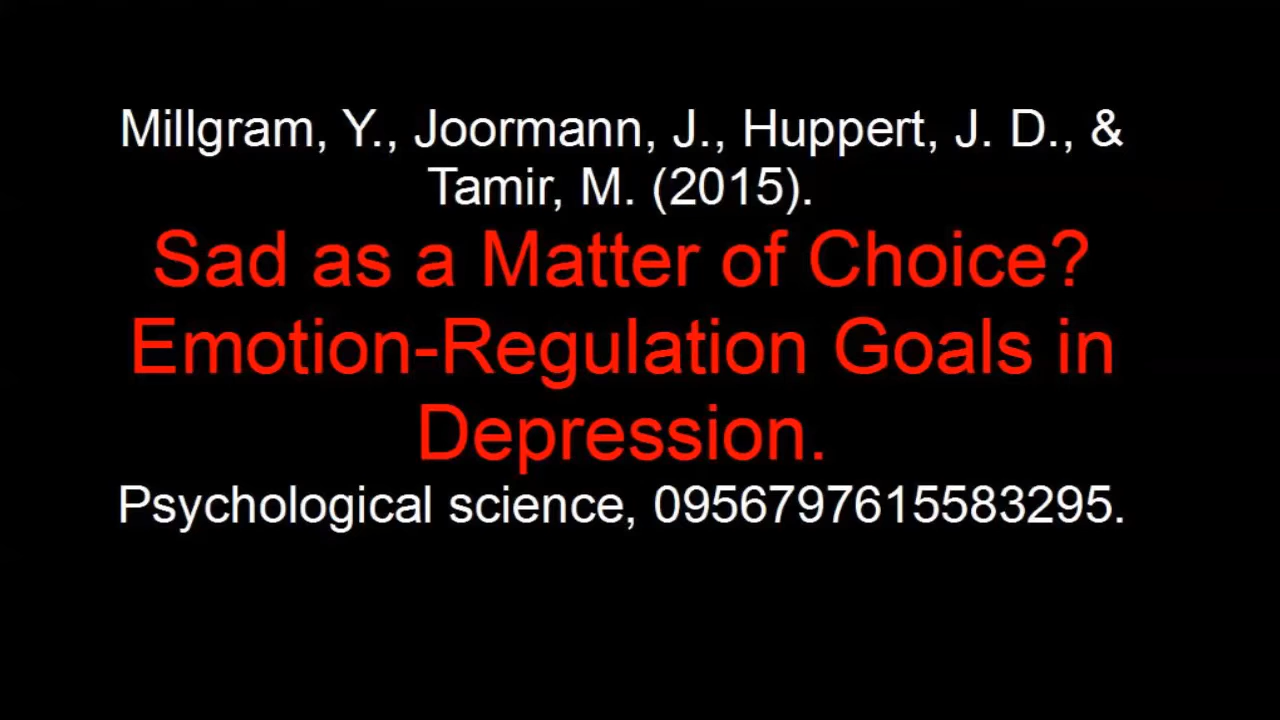 Millgram, Y., Joormann, J., Huppert, J. D., &
Tamir, M. (2015).
Sad as a Matter of Choice?
Emotion-Regulation Goals in
Depression.
Psychological science, 0956797615583295.